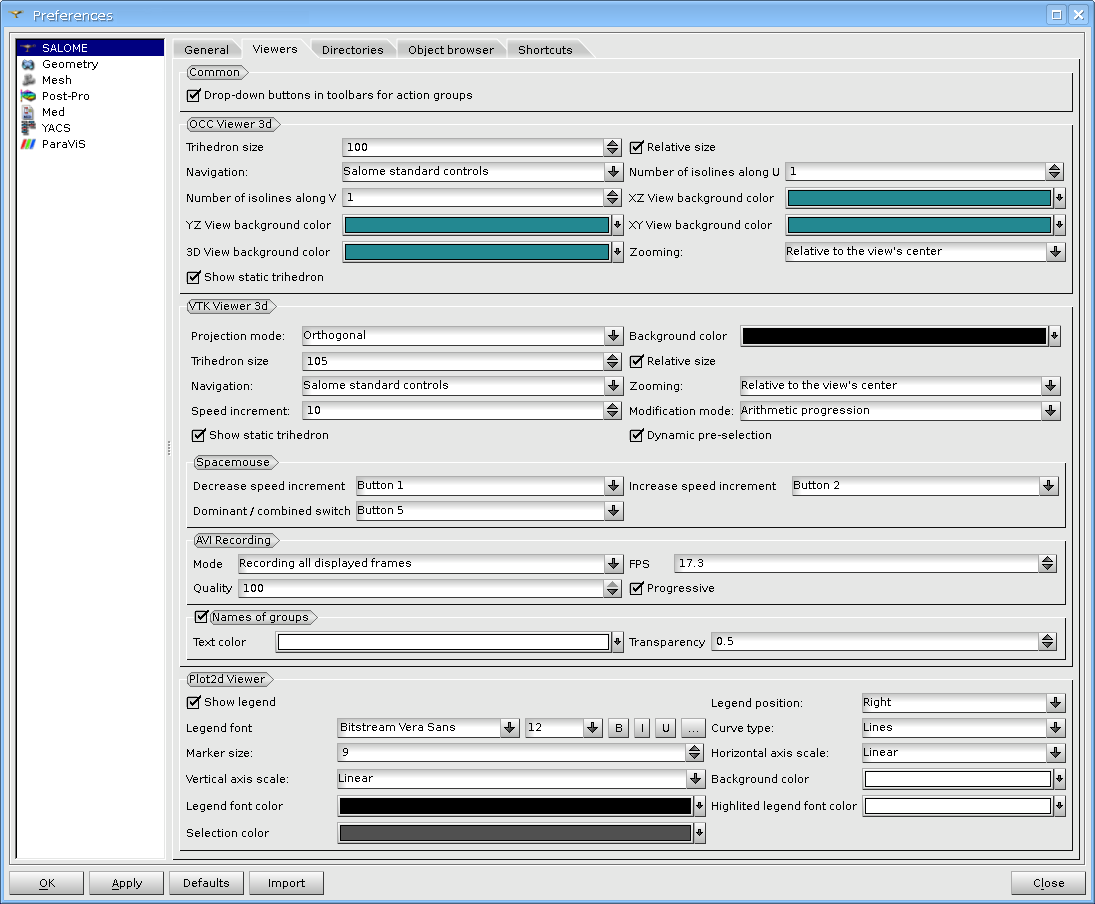 Preferences
SALOME
Geometry
Mesh
Post-Pro
Med
YACS
ParaViS
General Viewers Directories Object browser Shortcuts
Common
Drop-down buttons in toolbars for action groups
OCC Viewer 3d
Trihedron size 100 Relative size
Navigation: Salome standard controls Number of isolines along U 1
Number of isolines along V 1 XZ View background color
YZ View background color XY View background color
3D View background color Zooming: Relative to the view's center
Show static trihedron
VTK Viewer 3d
Projection mode: Orthogonal Background color
Trihedron size 105 Relative size
Navigation: Salome standard controls Zooming: Relative to the view's center
Speed increment: 10 Modification mode: Arithmetic progression
Show static trihedron Dynamic pre-selection
Spacemouse
Decrease speed increment Button 1 Increase speed increment Button 2
Dominant / combined switch Button 5
AVI Recording
Mode Recording all displayed frames FPS 17.3
Quality 100 Progressive
Names of groups
Text color Transparency 0.5
Plot2d Viewer
Show legend Legend position: Right
Legend font Bitstream Vera Sans 12 B I U ... Curve type: Lines
Marker size: 9 Horizontal axis scale: Linear
Vertical axis scale: Linear Background color
Legend font color Highlited legend font color
Selection color
OK Apply Defaults Import Close